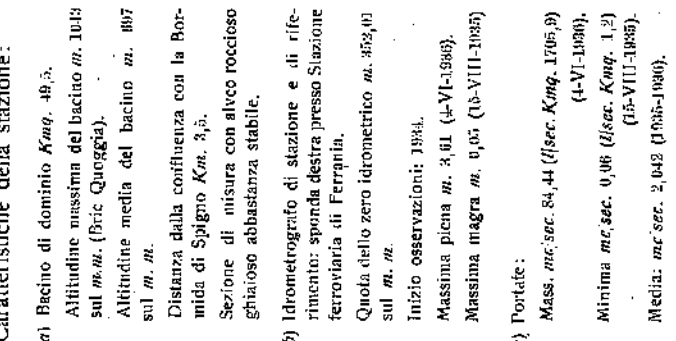 Caratteristiche della stazione:
a) Bacino di dominio Kmq. 49,5.
Altitudine massima del bacino m. 1043
sul m.m. (Bric Quoggia).
Altitudine media del bacino m. 697
sul m. m.
Distanza dalla confluenza con la Bor-
mida di Spigno Km. 3,5.
Sezione di misura con alveo roccioso
ghiaioso abbastanza stabile.
b) Idrometrografo di stazione e di rife-
rimento: sponda destra presso Stazione
ferroviaria di Ferrania.
Quota dello zero idrometrico m. 352,01
sul m. m.
Inizio osservazioni: 1934.
Massima piena m. 3,61 (4-VI-1936).
Massima magra m. 0,05 (15-VIII-1935)
) Portate:
Mass. mc/sec. 84,44 (l/sec. Kmq. 1705,9)
(4-VI-1936).
Minima mc/sec. 0,06 (l/sec. Kmq. 1,2)
(15-VIII-1935).
Media: mc/sec. 2,042 (1935-1936).